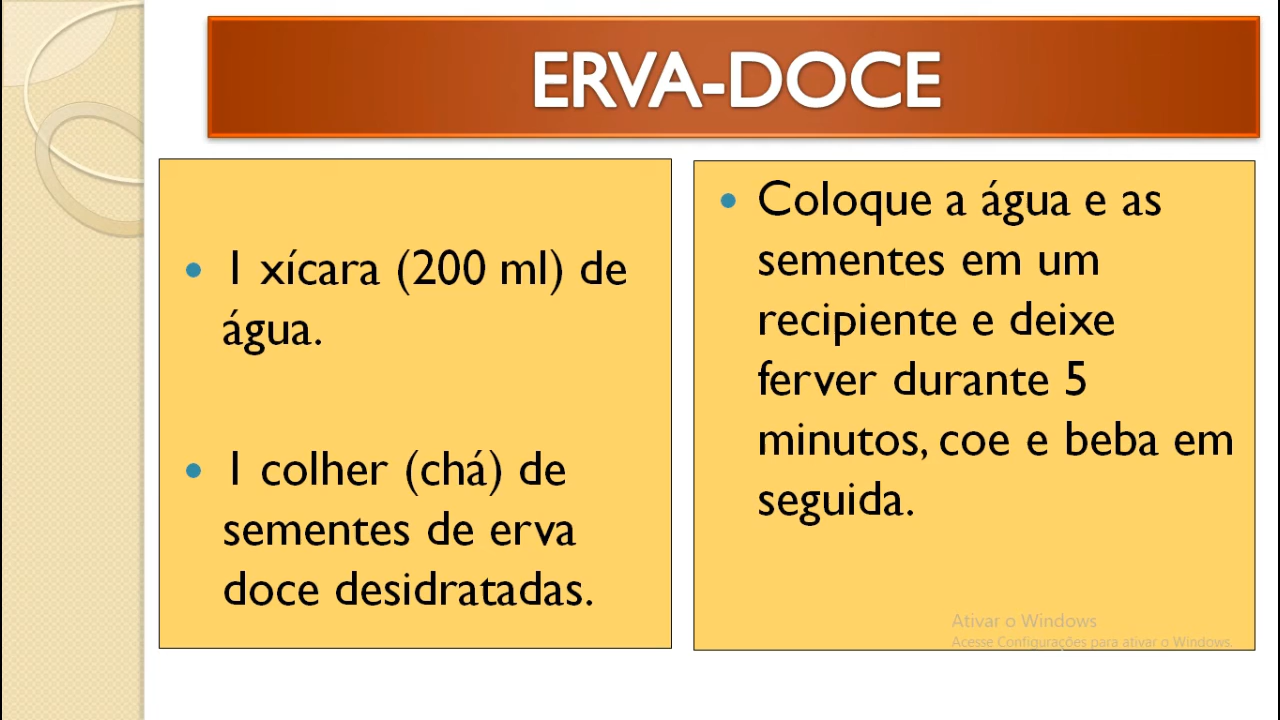 ERVA-DOCE
• 1 xícara (200 ml) de
água.
• 1 colher (chá) de
sementes de erva
doce desidratadas.
• Coloque a água e as
sementes em um
recipiente e deixe
ferver durante 5
minutos, coe e beba em
seguida.
Ativar o Windows
Acesse Configurações para ativar o Windows.